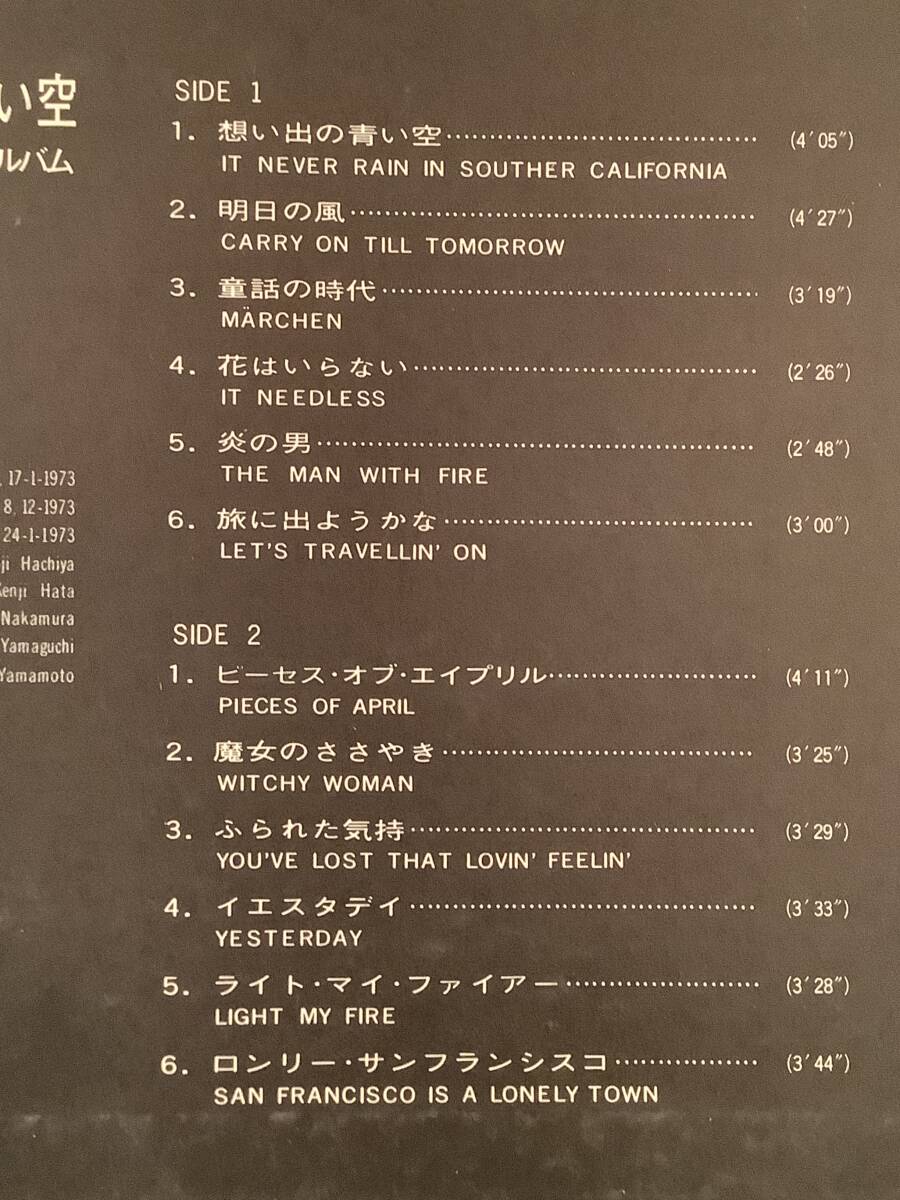 い空
ルバム
17-1-1973
8, 12-1973
24-1-1973
ji Hachiya
Kenji Hata
Nakamura
Yamaguchi
Yamamoto
SIDE 1
1. 想い出の青い空 (4′05″)
IT NEVER RAIN IN SOUTHER CALIFORNIA
2. 明日の風 (4′27″)
CARRY ON TILL TOMORROW
3. 童話の時代 (3′19″)
MÄRCHEN
4. 花はいらない (2′26″)
IT NEEDLESS
5. 炎の男 (2′48″)
THE MAN WITH FIRE
6. 旅に出ようかな (3′00″)
LET'S TRAVELLIN' ON
SIDE 2
1. ピーセス・オブ・エイプリル (4′11″)
PIECES OF APRIL
2. 魔女のささやき (3′25″)
WITCHY WOMAN
3. ふられた気持 (3′29″)
YOU'VE LOST THAT LOVIN' FEELIN'
4. イエスタデイ (3′33″)
YESTERDAY
5. ライト・マイ・ファイアー (3′28″)
LIGHT MY FIRE
6. ロンリー・サンフランシスコ (3′44″)
SAN FRANCISCO IS A LONELY TOWN